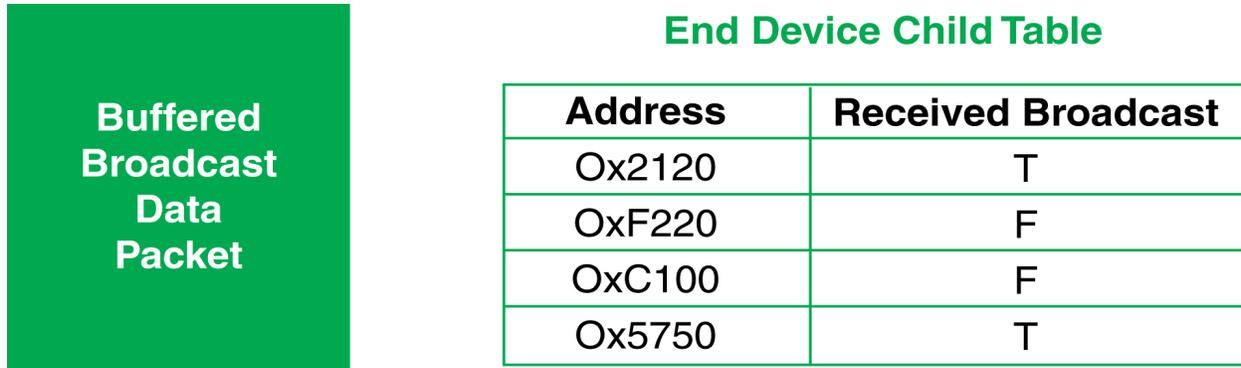 Buffered
Broadcast
Data
Packet
End Device Child Table
Address Received Broadcast
Ox2120 T
OxF220 F
OxC100 F
Ox5750 T